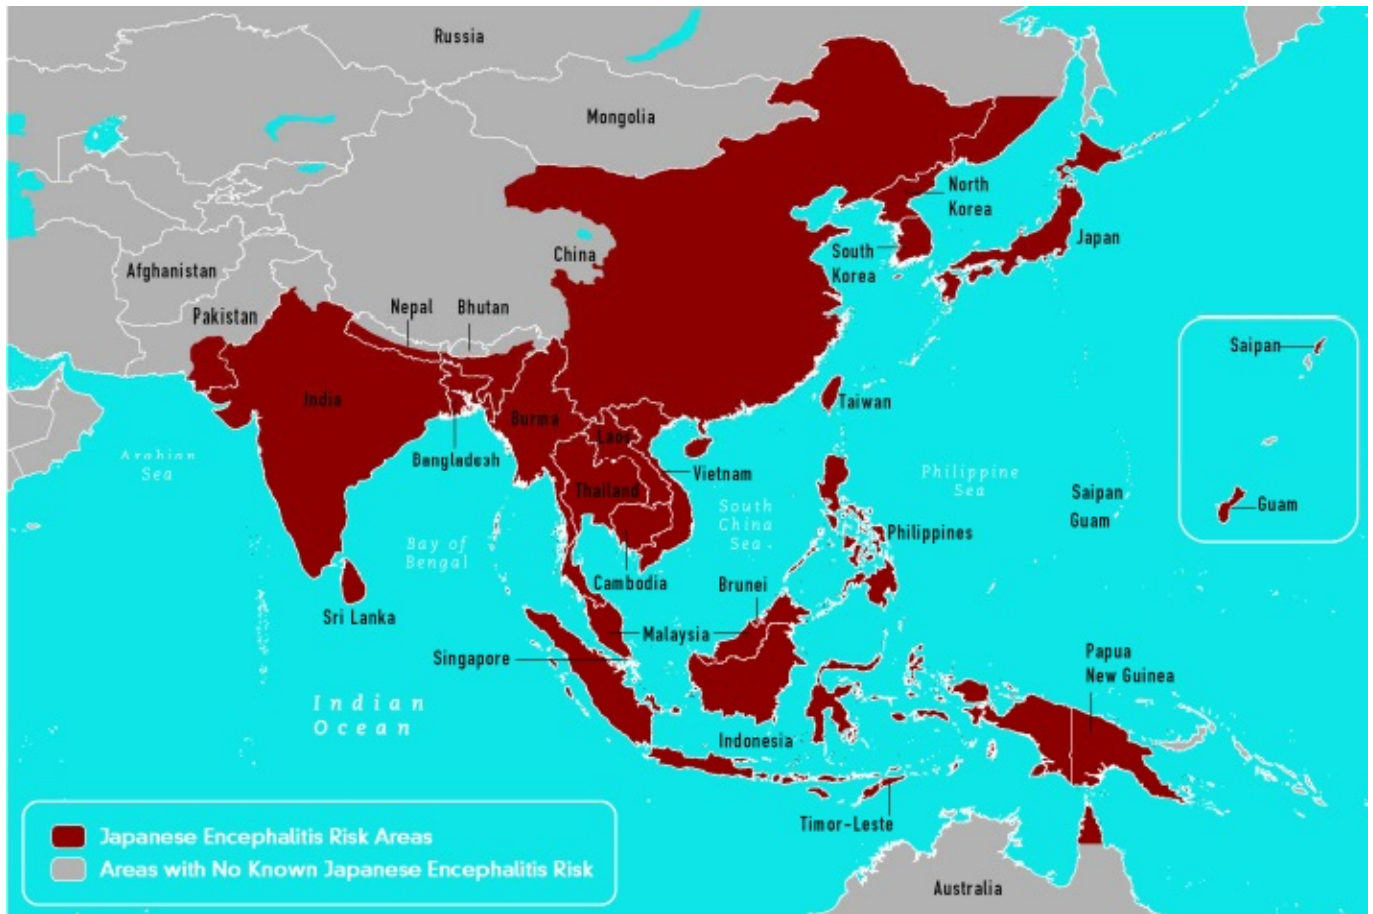 Russia
Mongolia
North
Korea
Japan
South
Korea
China
Afghanistan
Pakistan
Nepal
Bhutan
Saipan
India
Taiwan
Burma
Laos
Bangladesh
Arabian
Sea
Vietnam
Philippine
Sea
Thailand
Saipan
Guam
Guam
South
China
Sea
Philippines
Bay of
Bengal
Cambodia
Brunei
Sri Lanka
Malaysia
Singapore
Papua
New Guinea
Indian
Ocean
Indonesia
Timor-Leste
Japanese Encephalitis Risk Areas
Areas with No Known Japanese Encephalitis Risk
Australia